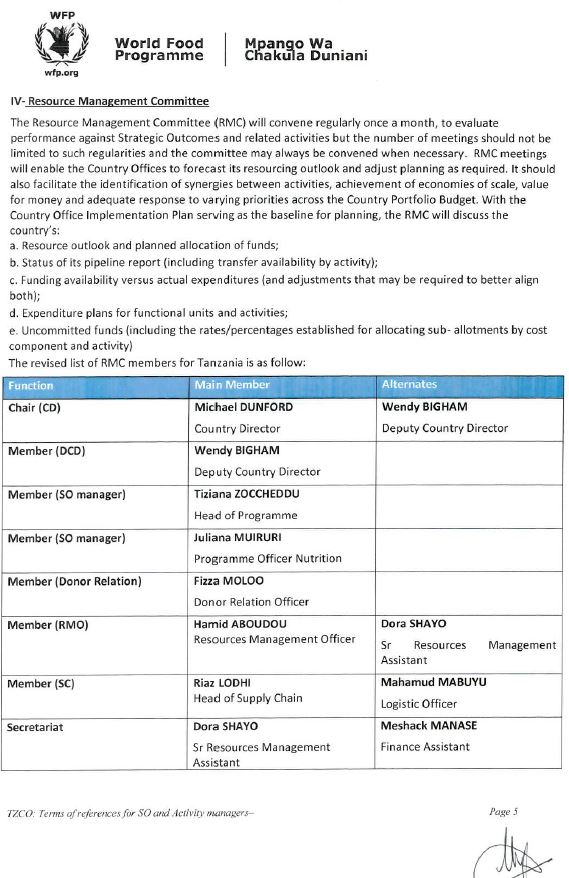 WFP
wfp.org
World Food
Programme
Mpango Wa
Chakula Duniani
IV- Resource Management Committee
The Resource Management Committee (RMC) will convene regularly once a month, to evaluate
performance against Strategic Outcomes and related activities but the number of meetings should not be
limited to such regularities and the committee may always be convened when necessary. RMC meetings
will enable the Country Offices to forecast its resourcing outlook and adjust planning as required. It should
also facilitate the identification of synergies between activities, achievement of economies of scale, value
for money and adequate response to varying priorities across the Country Portfolio Budget. With the
Country Office Implementation Plan serving as the baseline for planning, the RMC will discuss the
country's:
a. Resource outlook and planned allocation of funds;
b. Status of its pipeline report (including transfer availability by activity);
c. Funding availability versus actual expenditures (and adjustments that may be required to better align
both);
d. Expenditure plans for functional units and activities;
e. Uncommitted funds (including the rates/percentages established for allocating sub- allotments by cost
component and activity)
The revised list of RMC members for Tanzania is as follow:
Function Main Member Alternates
Chair (CD) Michael DUNFORD Wendy BIGHAM
Country Director Deputy Country Director
Member (DCD) Wendy BIGHAM
Deputy Country Director
Member (SO manager) Tiziana ZOCCHEDDU
Head of Programme
Member (SO manager) Juliana MUIRURI
Programme Officer Nutrition
Member (Donor Relation) Fizza MOLOO
Donor Relation Officer
Member (RMO) Hamid ABOUDOU Dora SHAYO
Resources Management Officer Sr Resources Management
Assistant
Member (SC) Riaz LODHI Mahamud MABUYU
Head of Supply Chain Logistic Officer
Secretariat Dora SHAYO Meshack MANASE
Sr Resources Management Finance Assistant
Assistant
TZCO: Terms of references for SO and Activity managers– Page 5